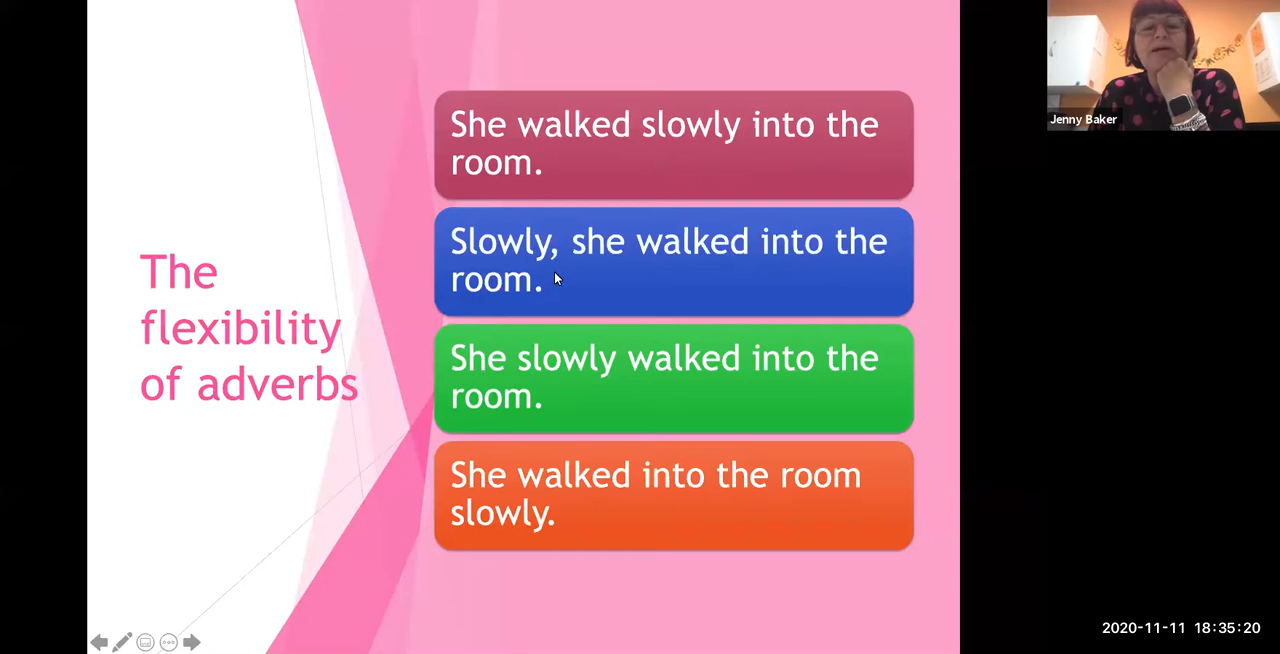 The
flexibility
of adverbs
She walked slowly into the
room.
Slowly, she walked into the
room.
She slowly walked into the
room.
She walked into the room
slowly.
Jenny Baker
2020-11-11 18:35:20